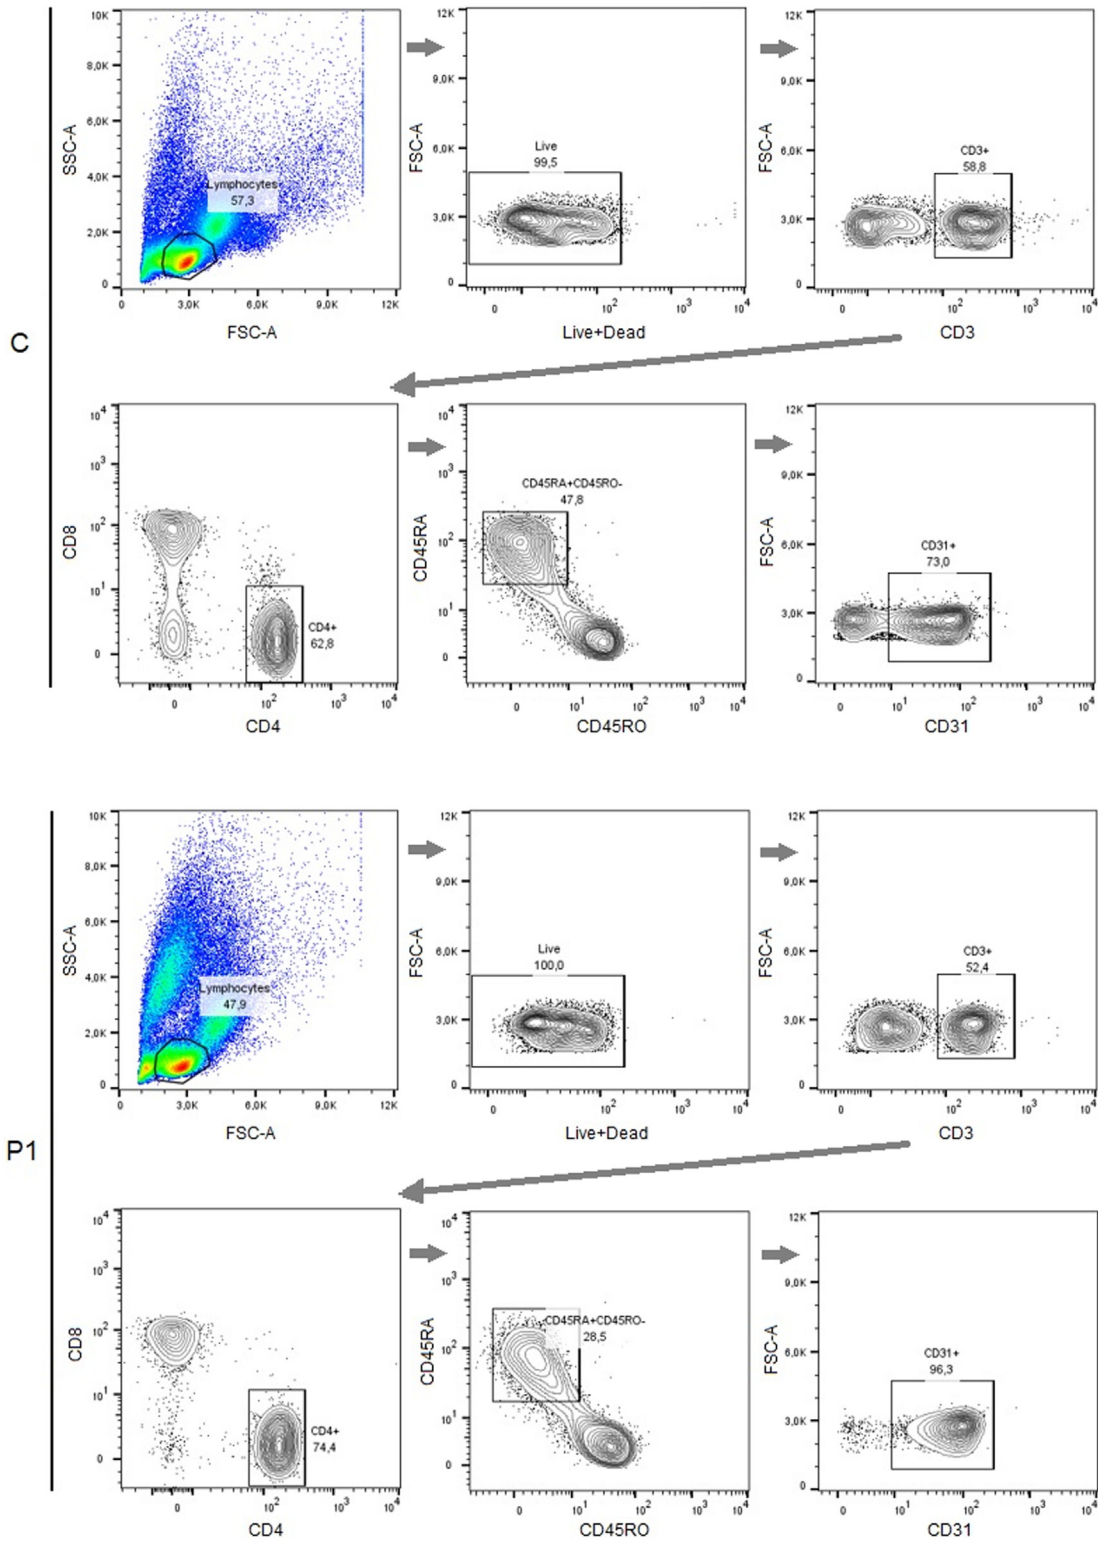 C
10K
8,0K
6,0K
4,0K
2,0K
0
SSC-A
Lymphocytes
57,3
0 3,0K 6,0K 9,0K 12K
FSC-A
12K
9,0K
6,0K
3,0K
0
FSC-A
Live
99,5
0 10² 10³ 10⁴
Live+Dead
12K
9,0K
6,0K
3,0K
0
FSC-A
CD3+
58,8
0 10² 10³ 10⁴
CD3
10⁴
10³
10²
10¹
0
CD8
CD4+
62,8
0 10² 10³ 10⁴
CD4
10⁴
10³
10²
10¹
0
CD45RA
CD45RA+CD45RO-
47,8
0 10¹ 10² 10³ 10⁴
CD45RO
12K
9,0K
6,0K
3,0K
0
FSC-A
CD31+
73,0
0 10¹ 10² 10³ 10⁴
CD31
P1
10K
8,0K
6,0K
4,0K
2,0K
0
SSC-A
Lymphocytes
47,9
0 3,0K 6,0K 9,0K 12K
FSC-A
12K
9,0K
6,0K
3,0K
0
FSC-A
Live
100,0
0 10² 10³ 10⁴
Live+Dead
12K
9,0K
6,0K
3,0K
0
FSC-A
CD3+
52,4
0 10² 10³ 10⁴
CD3
10⁴
10³
10²
10¹
0
CD8
CD4+
74,4
0 10² 10³ 10⁴
CD4
10⁴
10³
10²
10¹
0
CD45RA
CD45RA+CD45RO-
28,5
0 10¹ 10² 10³ 10⁴
CD45RO
12K
9,0K
6,0K
3,0K
0
FSC-A
CD31+
96,3
0 10¹ 10² 10³ 10⁴
CD31